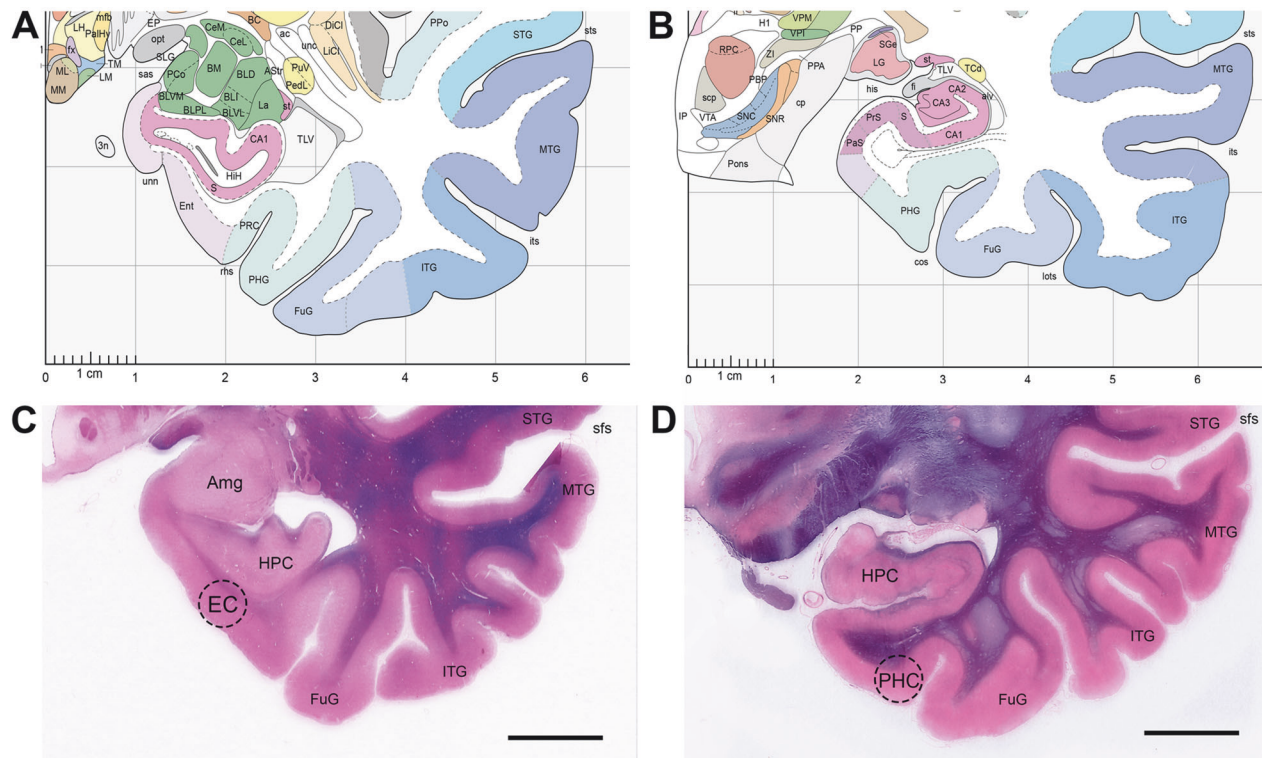 A
mfb
LH
PalHy
fx
ML
MM
LM
TM
EP
opt
SLG
sas
PCo
CeM
CeL
BM
BLD
BLVM
BLI
BLPL
BLVL
La
BC
ac
unc
AStr
PuV
PedL
st
DiCl
LiCl
PPo
STG
sts
3n
unn
CA1
HiH
S
TLV
Ent
PRC
rhs
PHG
FuG
ITG
MTG
its
0 1 cm 1 2 3 4 5 6
B
H1
VPM
VPI
ZI
RPC
PBP
PPA
PP
SGe
LG
scp
VTA
IP
SNC
SNR
cp
Pons
his
st
TLV
TCd
fi
CA2
CA3
CA1
alv
PrS
S
PaS
PHG
cos
FuG
lots
ITG
its
MTG
STG
sts
0 1 cm 1 2 3 4 5 6
C
STG
sfs
Amg
MTG
HPC
EC
ITG
FuG
D
STG
sfs
MTG
HPC
ITG
PHC
FuG